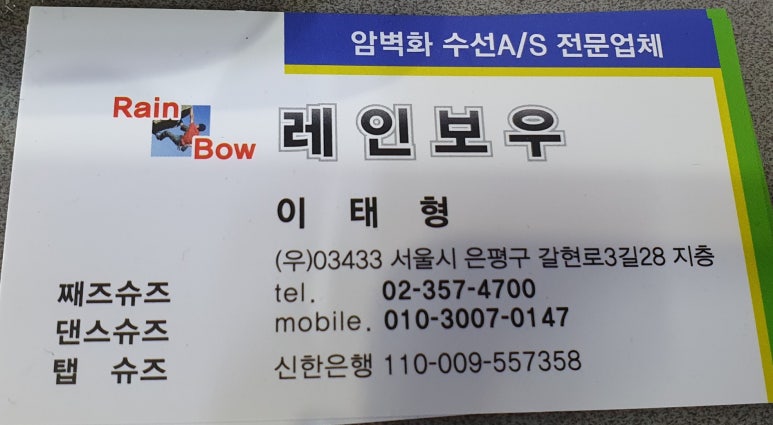 암벽화 수선A/S 전문업체
Rain
Bow
레인보우
이 태 형
(우)03433 서울시 은평구 갈현로3길28 지층
째즈슈즈 tel. 02-357-4700
댄스슈즈 mobile. 010-3007-0147
탭 슈즈 신한은행 110-009-557358